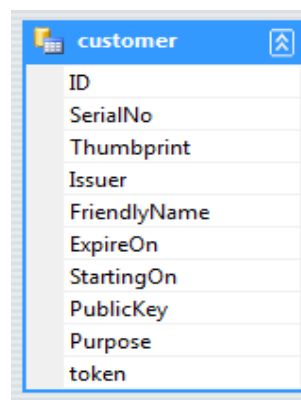 customer
ID
SerialNo
Thumbprint
Issuer
FriendlyName
ExpireOn
StartingOn
PublicKey
Purpose
token